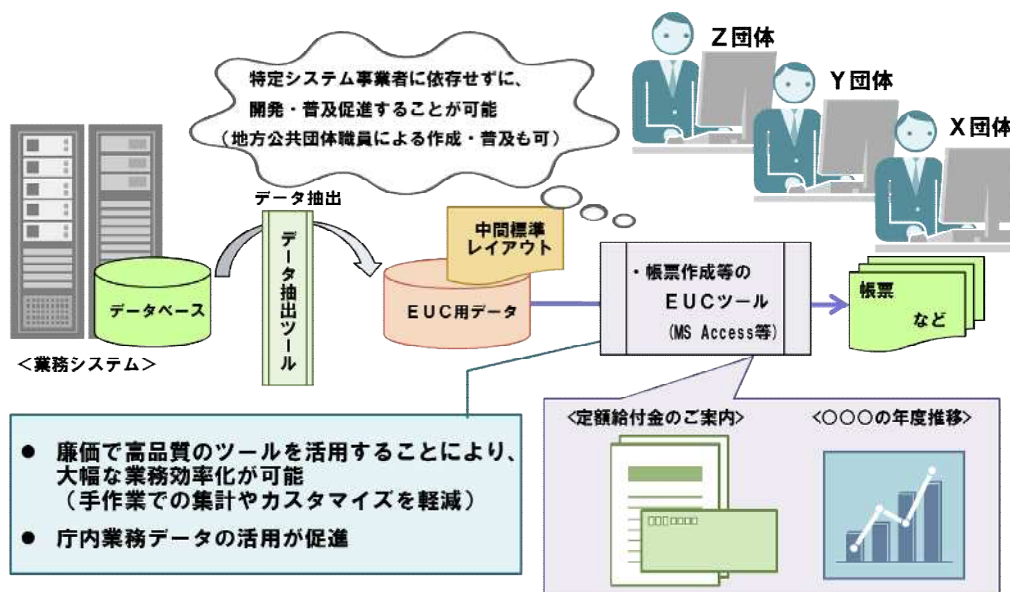 特定システム事業者に依存せずに、
開発・普及促進することが可能
(地方公共団体職員による作成・普及も可)
Z団体
Y団体
X団体
データ抽出
データ抽出ツール
中間標準
レイアウト
データベース
EUC用データ
・帳票作成等の
EUCツール
(MS Access等)
帳票
など
<業務システム>
● 廉価で高品質のツールを活用することにより、
大幅な業務効率化が可能
(手作業での集計やカスタマイズを軽減)
● 庁内業務データの活用が促進
<定額給付金のご案内>
<○○○の年度推移>